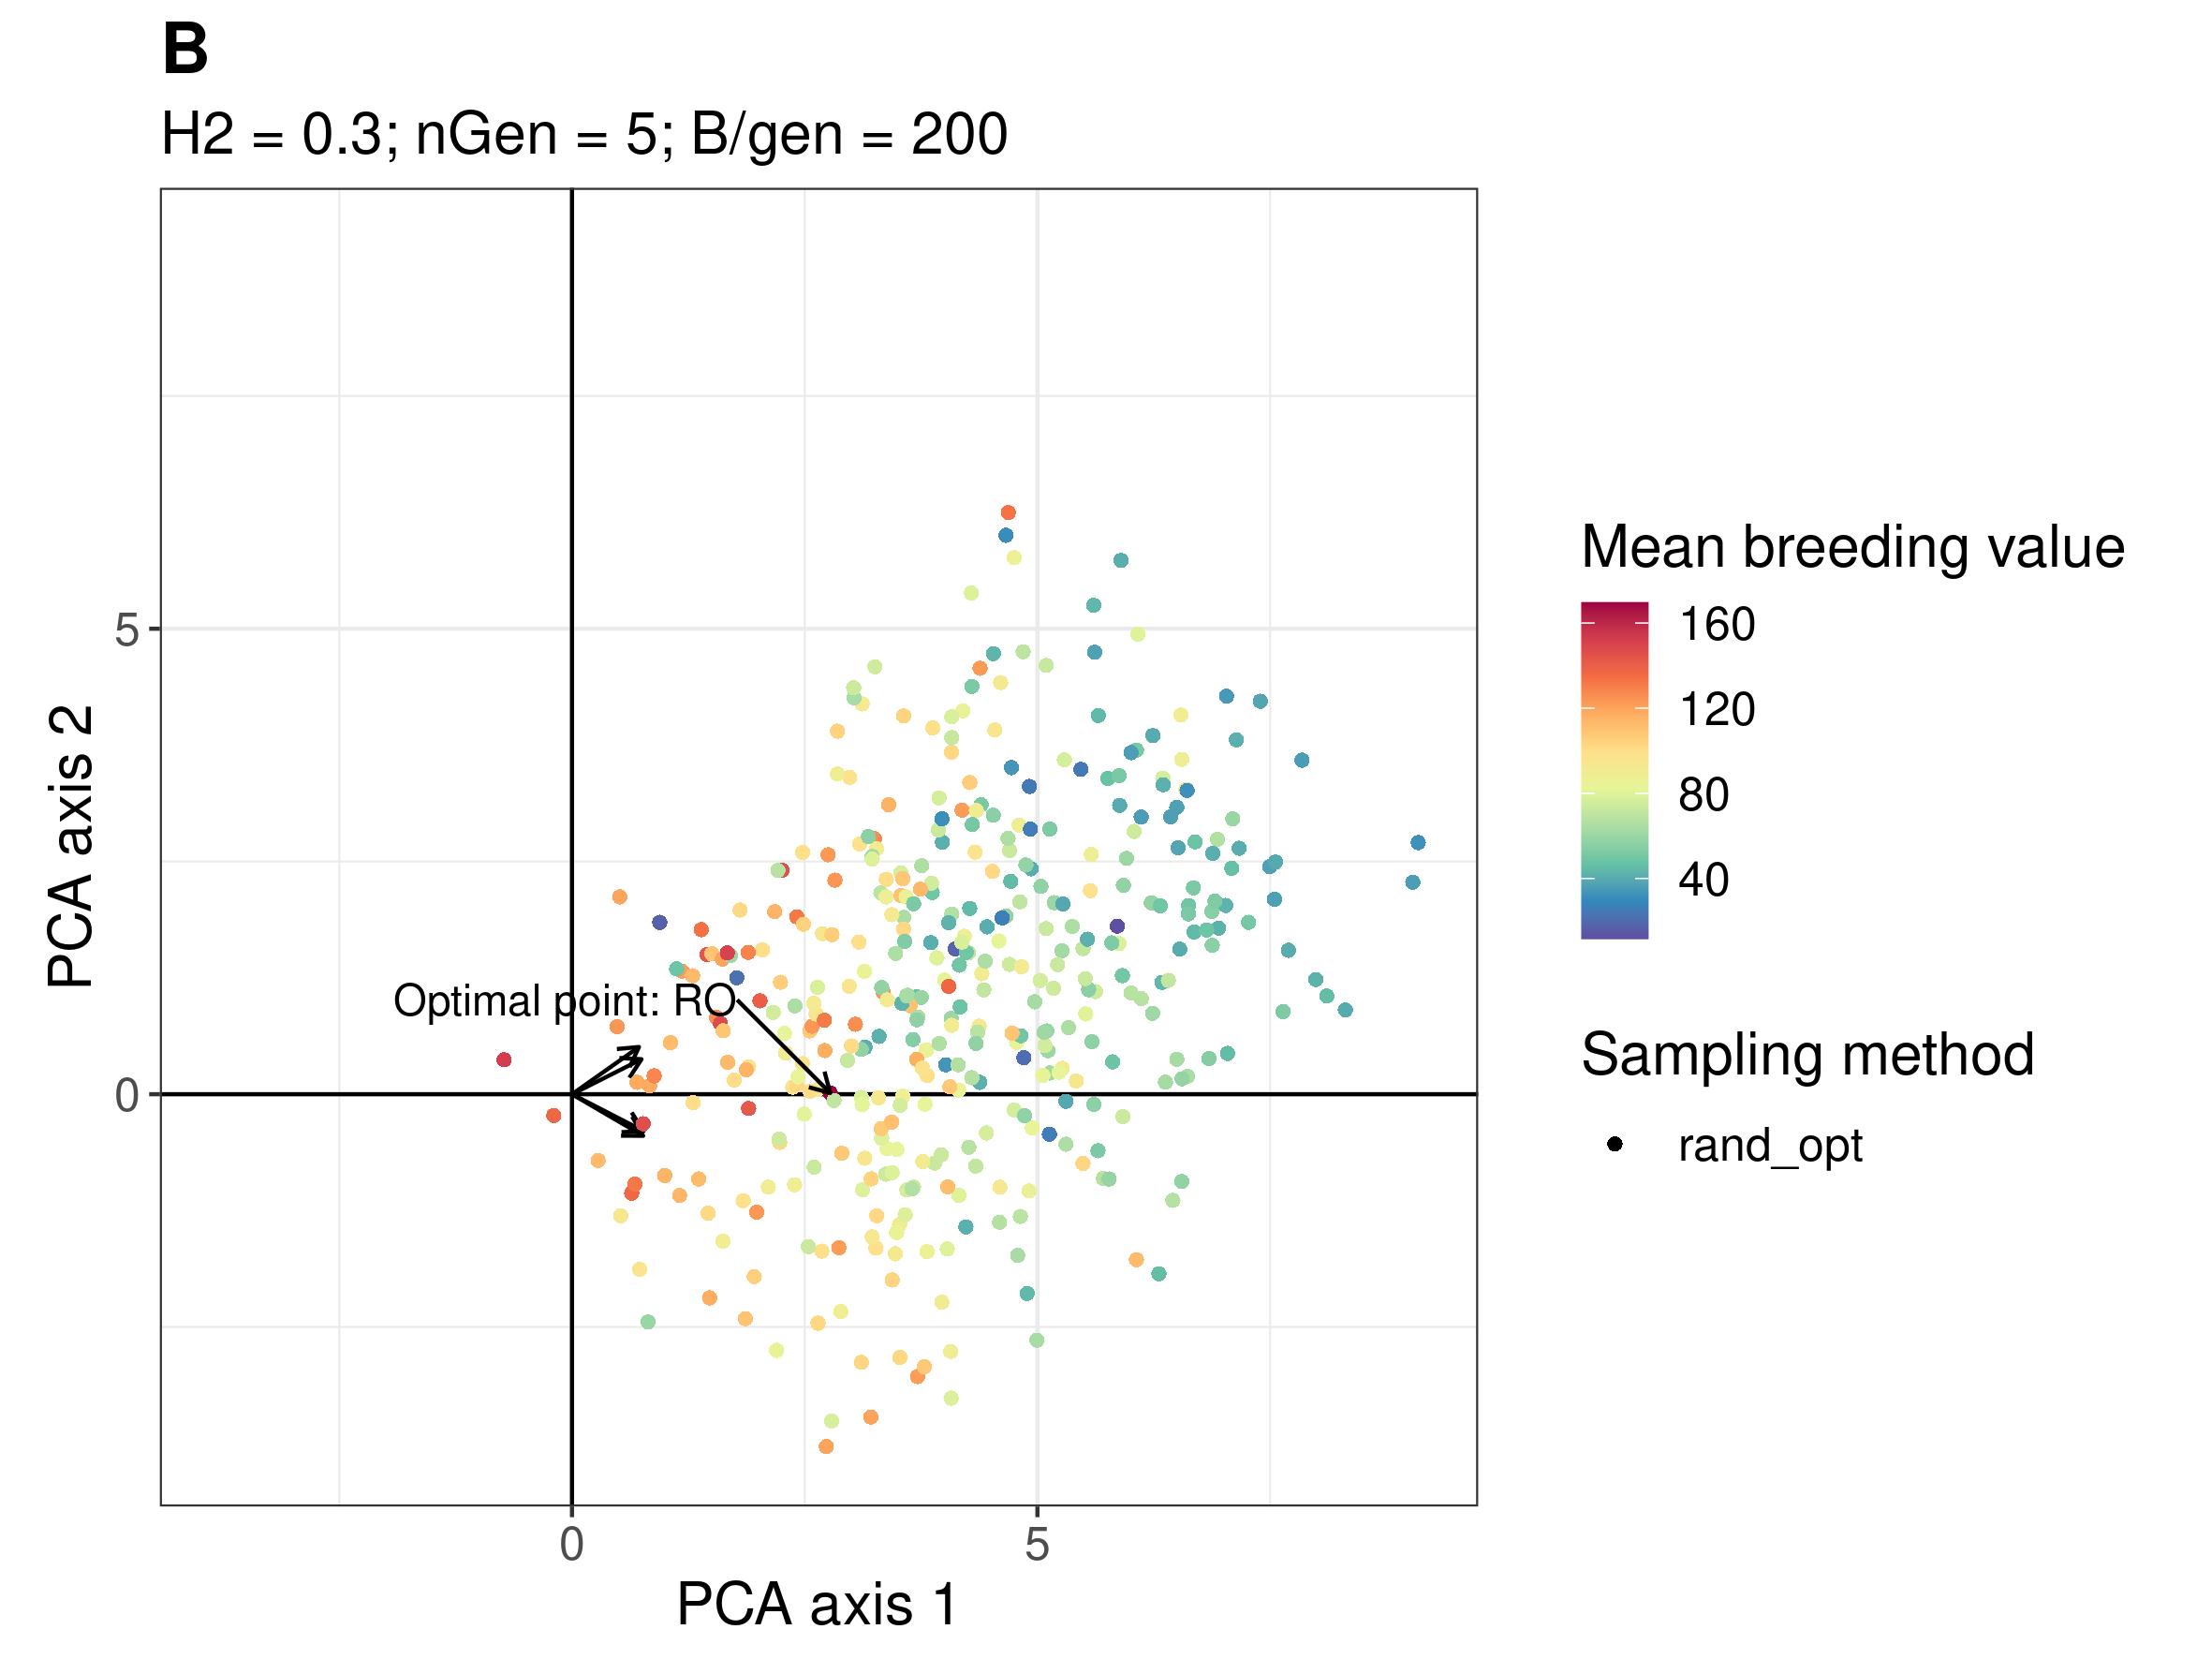 B
H2 = 0.3; nGen = 5; B/gen = 200
PCA axis 2
5
0
Optimal point: RO
0
5
PCA axis 1
Mean breeding value
160
120
80
40
Sampling method
rand_opt